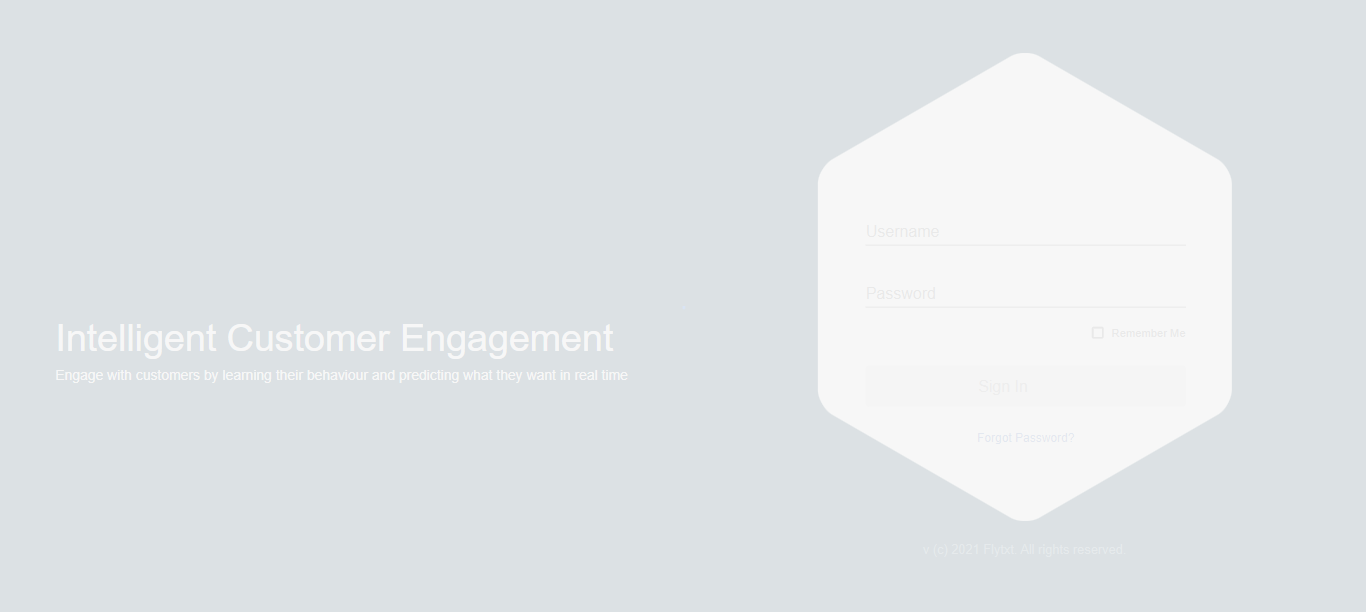 Intelligent Customer Engagement
Engage with customers by learning their behaviour and predicting what they want in real time
Username
Password
Remember Me
Sign In
Forgot Password?
v (c) 2021 Flytxt. All rights reserved.